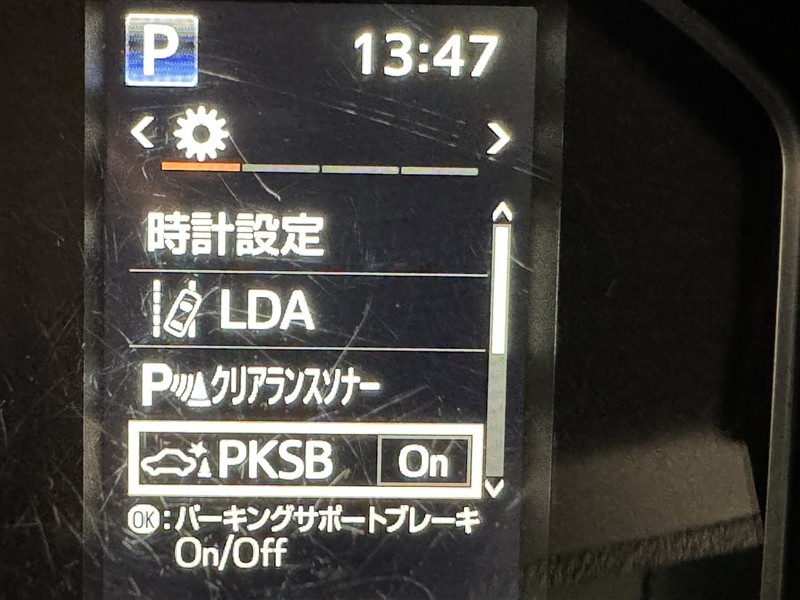 P
13:47
時計設定
LDA
Pクリアランスソナー
PKSB On
OK:パーキングサポートブレーキ
On/Off